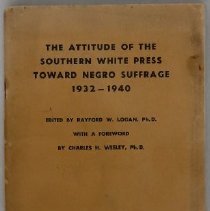 THE ATTITUDE OF THE
SOUTHERN WHITE PRESS
TOWARD NEGRO SUFFRAGE
1932 – 1940
EDITED BY RAYFORD W. LOGAN, Ph.D.
WITH A FOREWORD
BY CHARLES H. WESLEY, Ph.D.